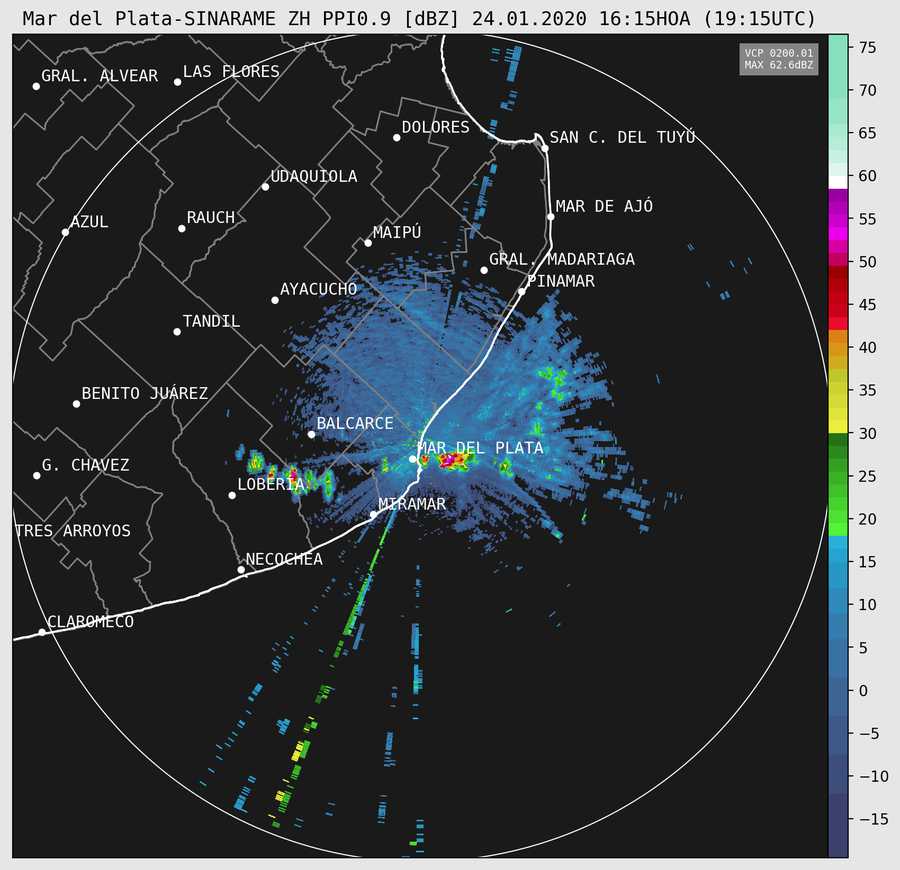 Mar del Plata-SINARAME ZH PPI0.9 [dBZ] 24.01.2020 16:15HOA (19:15UTC)
VCP 0200.01
MAX 62.6dBZ
GRAL. ALVEAR
LAS FLORES
DOLORES
SAN C. DEL TUYÚ
UDAQUIOLA
MAR DE AJÓ
AZUL
RAUCH
MAIPÚ
GRAL. MADARIAGA
PINAMAR
AYACUCHO
TANDIL
BENITO JUÁREZ
BALCARCE
MAR DEL PLATA
G. CHAVEZ
LOBERÍA
MIRAMAR
TRES ARROYOS
NECOCHEA
CLAROMECO
75
70
65
60
55
50
45
40
35
30
25
20
15
10
5
0
−5
−10
−15